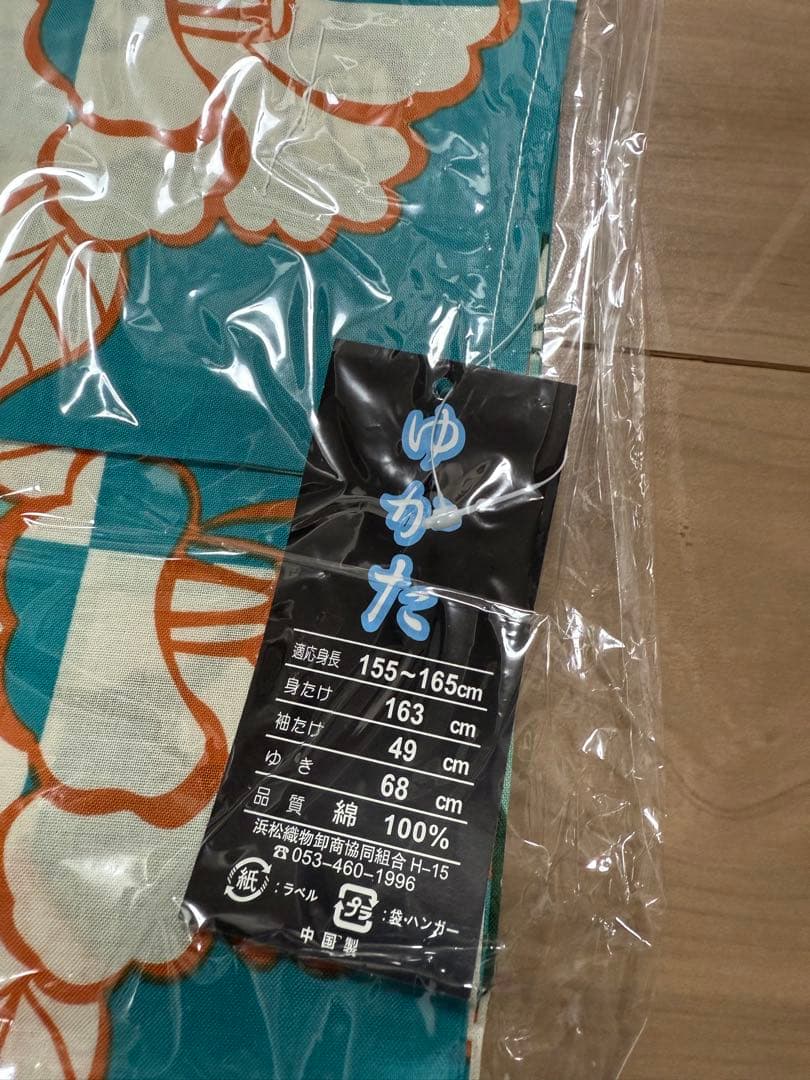 ゆかた
適応身長 155~165cm
身たけ 163 cm
袖たけ 49 cm
ゆき 68 cm
品質 綿 100%
浜松織物卸商協同組合 H-15
☎053-460-1996
紙 :ラベル
プラ :袋・ハンガー
中国製